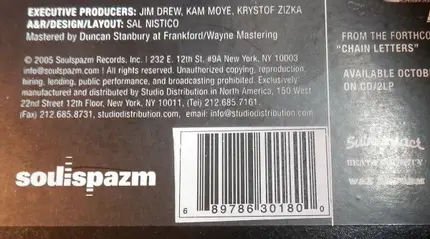 EXECUTIVE PRODUCERS: JIM DREW, KAM MOYE, KRYSTOF ZIZKA
A&R/DESIGN/LAYOUT: SAL NISTICO
Mastered by Duncan Stanbury at Frankford/Wayne Mastering
© 2005 Soulspazm Records, Inc. | 232 E. 12th St. #9A New York, NY 10003
info@soulspazm.com | All rights reserved. Unauthorized copying, reproduction,
hiring, lending, public performance, and broadcasting prohibited. Exclusively
manufactured and distributed by Studio Distribution in North America, 150 West
22nd Street 12th Floor, New York, NY 10011, (Tel) 212.685.7161.
(Fax) 212.685.8731, studiodistribution.com, email: info@studiodistribution.com
soulspazm
6 89786 30180 0
FROM THE FORTHCO
"CHAIN LETTERS"
AVAILABLE OCTOB
ON CD/2LP